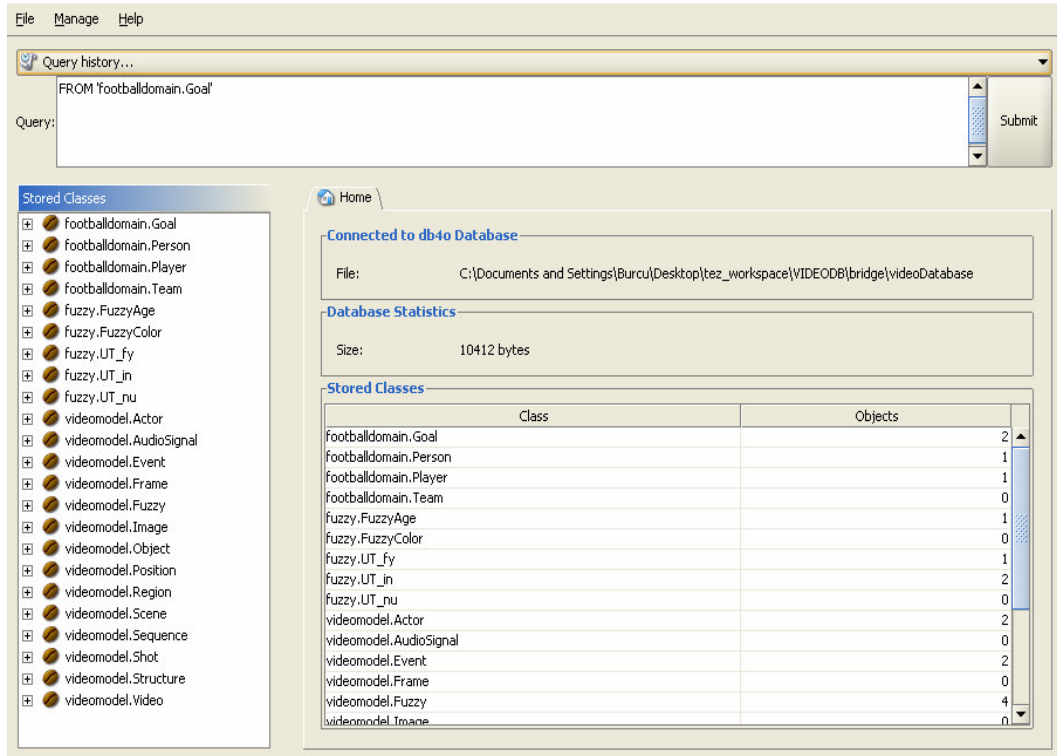 File Manage Help
Query history...
Query:
FROM 'footballdomain.Goal'
Submit
Stored Classes
footballdomain.Goal
footballdomain.Person
footballdomain.Player
footballdomain.Team
fuzzy.FuzzyAge
fuzzy.FuzzyColor
fuzzy.UT_fy
fuzzy.UT_in
fuzzy.UT_nu
videomodel.Actor
videomodel.AudioSignal
videomodel.Event
videomodel.Frame
videomodel.Fuzzy
videomodel.Image
videomodel.Object
videomodel.Position
videomodel.Region
videomodel.Scene
videomodel.Sequence
videomodel.Shot
videomodel.Structure
videomodel.Video
Home
Connected to db4o Database
File: C:\Documents and Settings\Burcu\Desktop\tez_workspace\VIDEODB\bridge\videoDatabase
Database Statistics
Size: 10412 bytes
Stored Classes
Class Objects
footballdomain.Goal 2
footballdomain.Person 1
footballdomain.Player 1
footballdomain.Team 0
fuzzy.FuzzyAge 1
fuzzy.FuzzyColor 0
fuzzy.UT_fy 1
fuzzy.UT_in 2
fuzzy.UT_nu 0
videomodel.Actor 2
videomodel.AudioSignal 0
videomodel.Event 2
videomodel.Frame 0
videomodel.Fuzzy 4
videomodel.Image 0